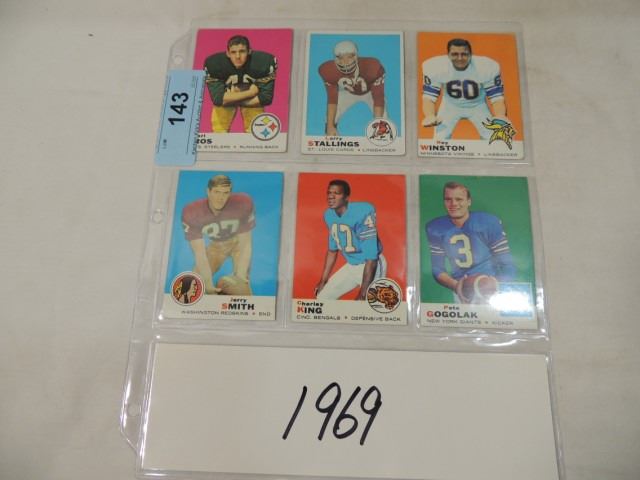 143
LOT
STEELERS • RUNNING BACK
Larry
STALLINGS
ST. LOUIS CARDS • LINEBACKER
60
Roy
WINSTON
MINNESOTA VIKINGS • LINEBACKER
87
Jerry
SMITH
WASHINGTON REDSKINS • END
47
Charley
KING
CINC. BENGALS • DEFENSIVE BACK
3
Pete
GOGOLAK
NEW YORK GIANTS • KICKER
1969